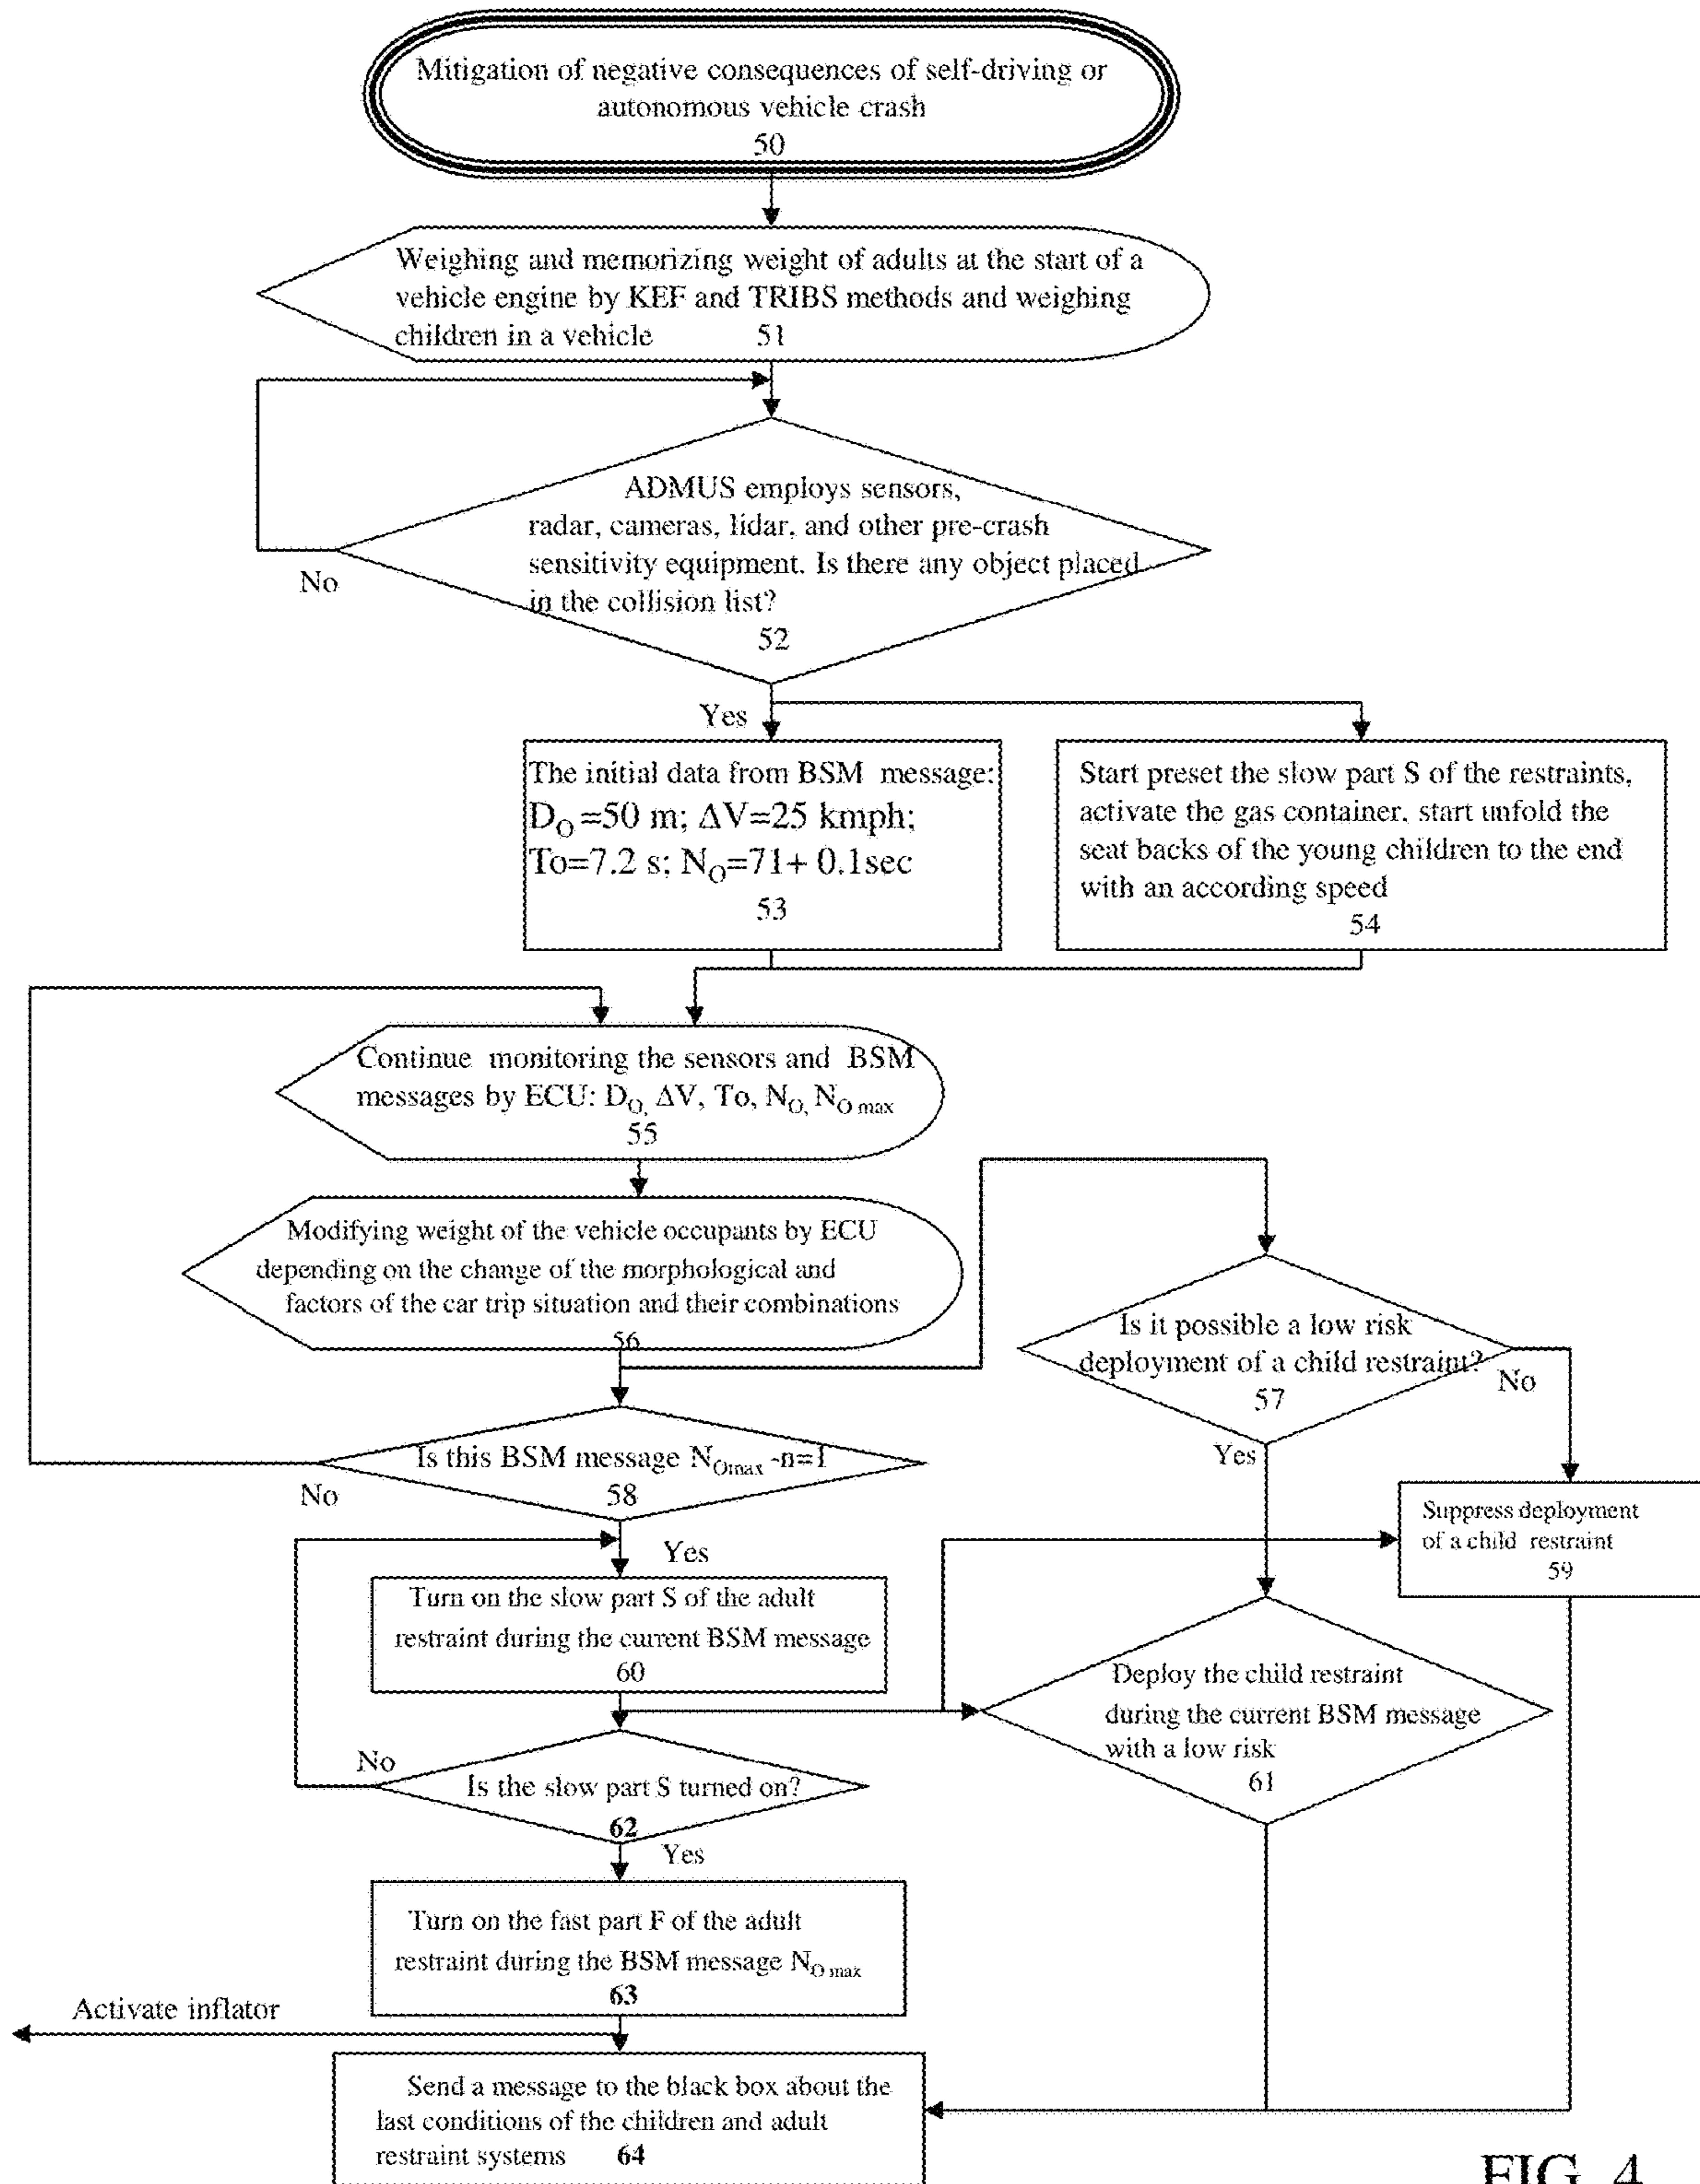 Mitigation of negative consequences of self-driving or
autonomous vehicle crash
50
Weighing and memorizing weight of adults at the start of a
vehicle engine by KEF and TRIBS methods and weighing
children in a vehicle 51
ADMUS employs sensors,
radar, cameras, lidar, and other pre-crash
sensitivity equipment. Is there any object placed
in the collision list?
52
No
Yes
The initial data from BSM message:
D_O =50 m; ΔV=25 kmph;
To=7.2 s; N_O=71+ 0.1sec
53
Start preset the slow part S of the restraints,
activate the gas container, start unfold the
seat backs of the young children to the end
with an according speed
54
Continue monitoring the sensors and BSM
messages by ECU: D_O, ΔV, To, N_O, N_O max
55
Modifying weight of the vehicle occupants by ECU
depending on the change of the morphological and
factors of the car trip situation and their combinations
56
Is it possible a low risk
deployment of a child restraint?
57
No
Yes
Is this BSM message N_Omax -n=1
58
No
Yes
Suppress deployment
of a child restraint
59
Turn on the slow part S of the adult
restraint during the current BSM message
60
Deploy the child restraint
during the current BSM message
with a low risk
61
No
Is the slow part S turned on?
62
Yes
Turn on the fast part F of the adult
restraint during the BSM message N_O max
63
Activate inflator
Send a message to the black box about the
last conditions of the children and adult
restraint systems 64
FIG. 4